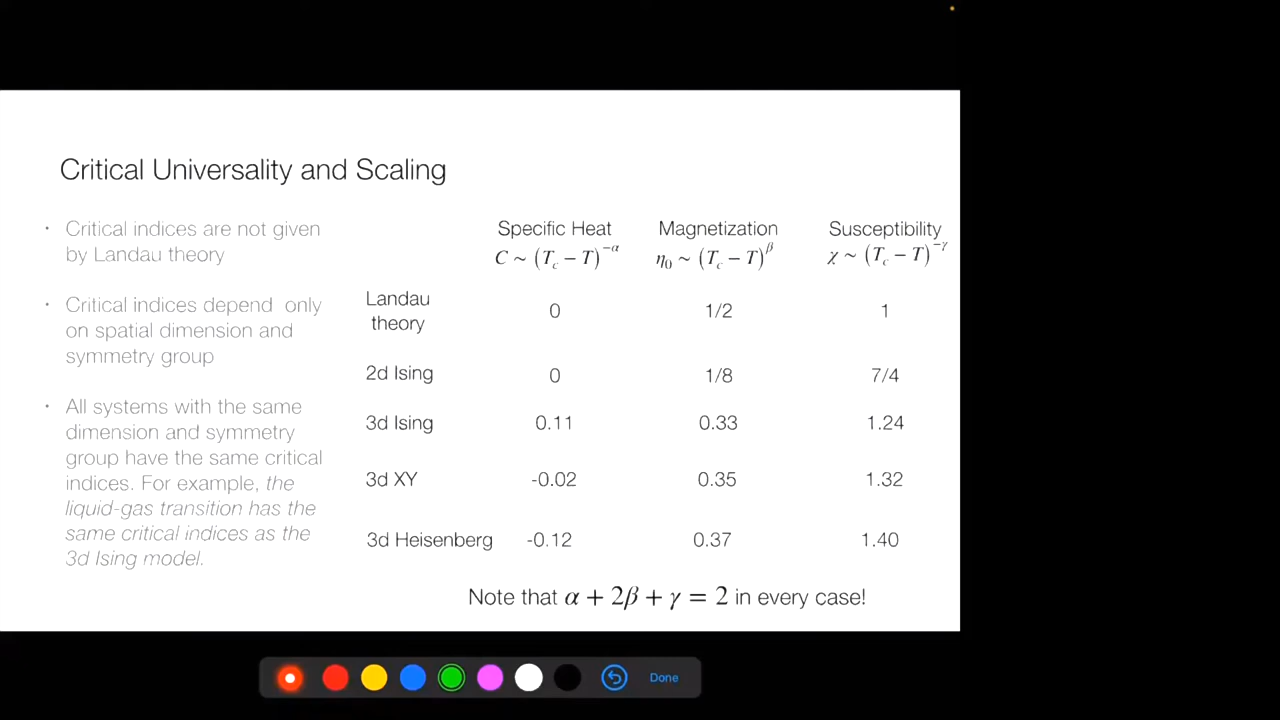 Critical Universality and Scaling
· Critical indices are not given
by Landau theory
· Critical indices depend only
on spatial dimension and
symmetry group
· All systems with the same
dimension and symmetry
group have the same critical
indices. For example, the
liquid-gas transition has the
same critical indices as the
3d Ising model.
Specific Heat Magnetization Susceptibility
C ~ (T_c − T)^{−α} η_0 ~ (T_c − T)^β χ ~ (T_c − T)^{−γ}
Landau
theory 0 1/2 1
2d Ising 0 1/8 7/4
3d Ising 0.11 0.33 1.24
3d XY -0.02 0.35 1.32
3d Heisenberg -0.12 0.37 1.40
Note that α + 2β + γ = 2 in every case!
Done